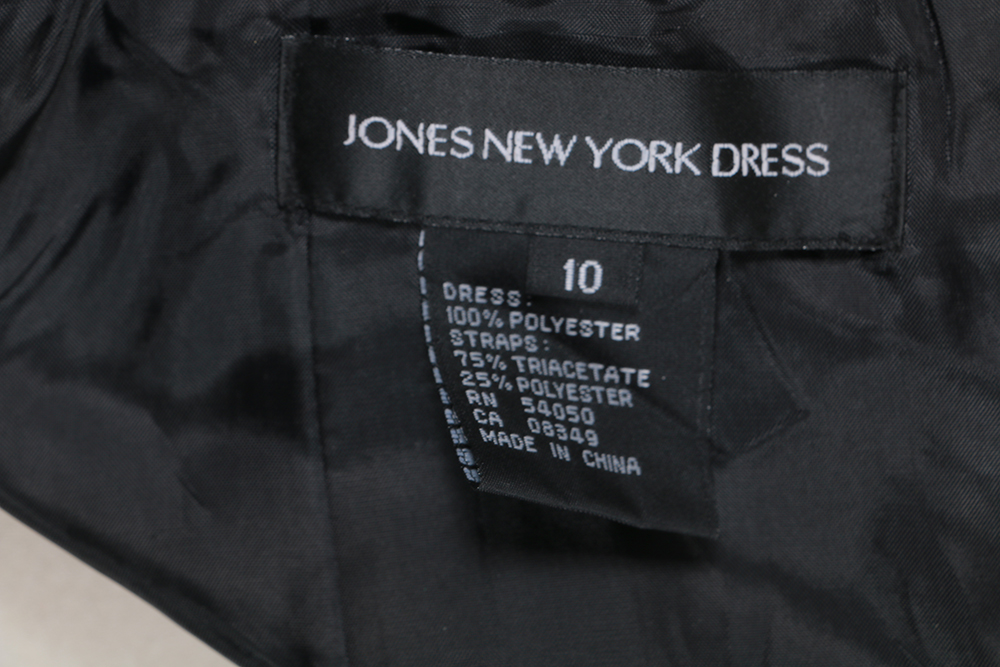 JONES NEW YORK DRESS
10
DRESS:
100% POLYESTER
STRAPS:
75% TRIACETATE
25% POLYESTER
RN 54050
CA 08349
MADE IN CHINA